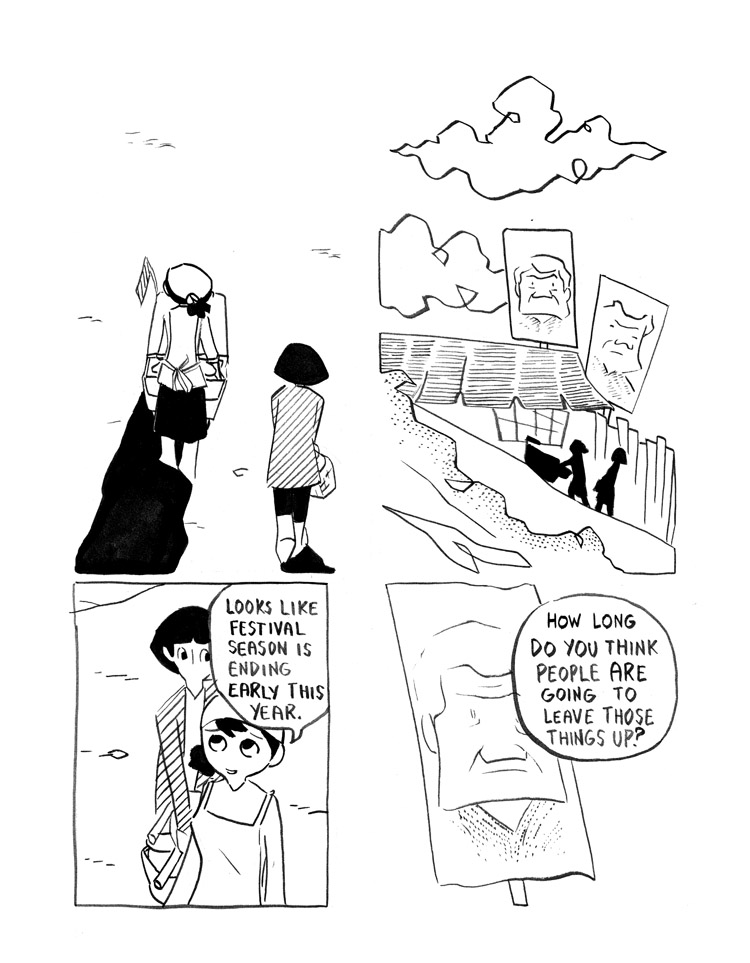 LOOKS LIKE
FESTIVAL
SEASON IS
ENDING
EARLY THIS
YEAR.
HOW LONG
DO YOU THINK
PEOPLE ARE
GOING TO
LEAVE THOSE
THINGS UP?